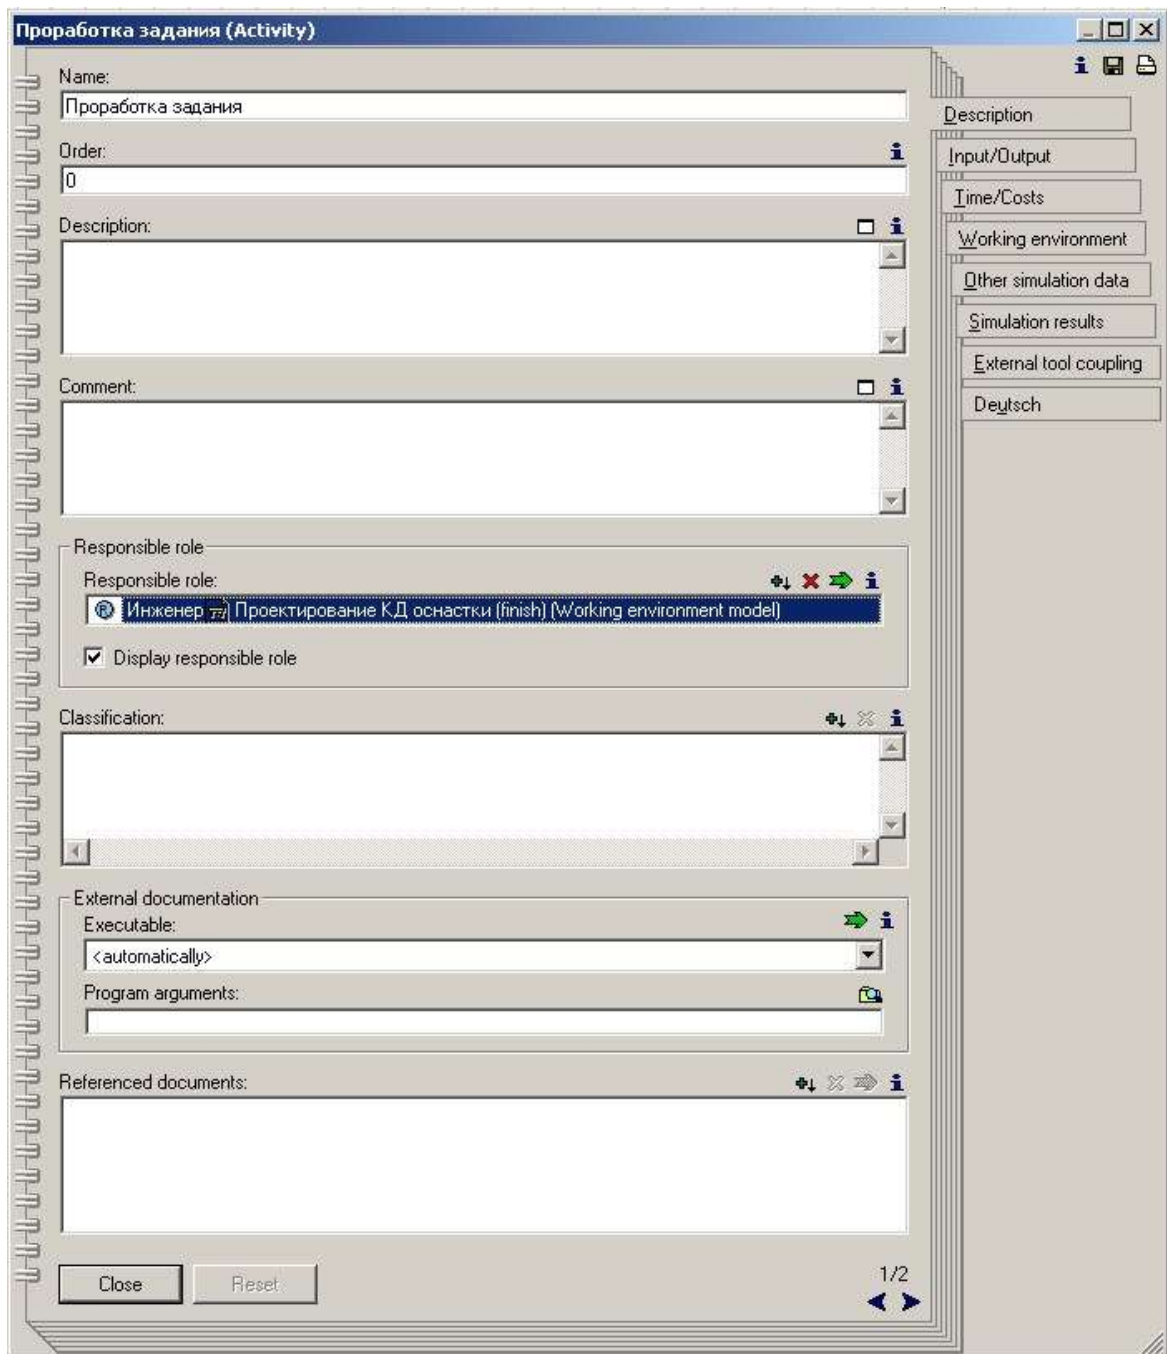 Проработка задания (Activity)
Name:
Проработка задания
Order:
0
Description:
Comment:
Responsible role
Responsible role:
Инженер Проектирование КД оснастки (finish) (Working environment model)
Display responsible role
Classification:
External documentation
Executable:
<automatically>
Program arguments:
Referenced documents:
Close
Reset
1/2
Description
Input/Output
Time/Costs
Working environment
Other simulation data
Simulation results
External tool coupling
Deutsch